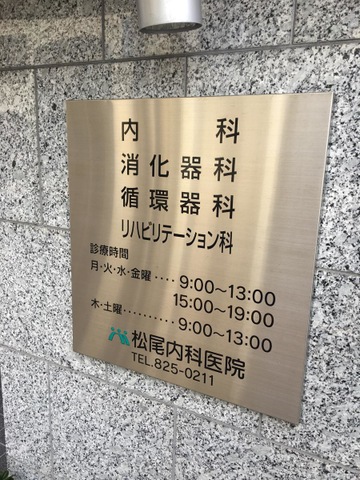 内科
消化器科
循環器科
リハビリテーション科
診療時間
月・火・水・金曜‥‥9:00〜13:00
15:00〜19:00
木・土曜‥‥‥‥‥9:00〜13:00
松尾内科医院
TEL.825-0211